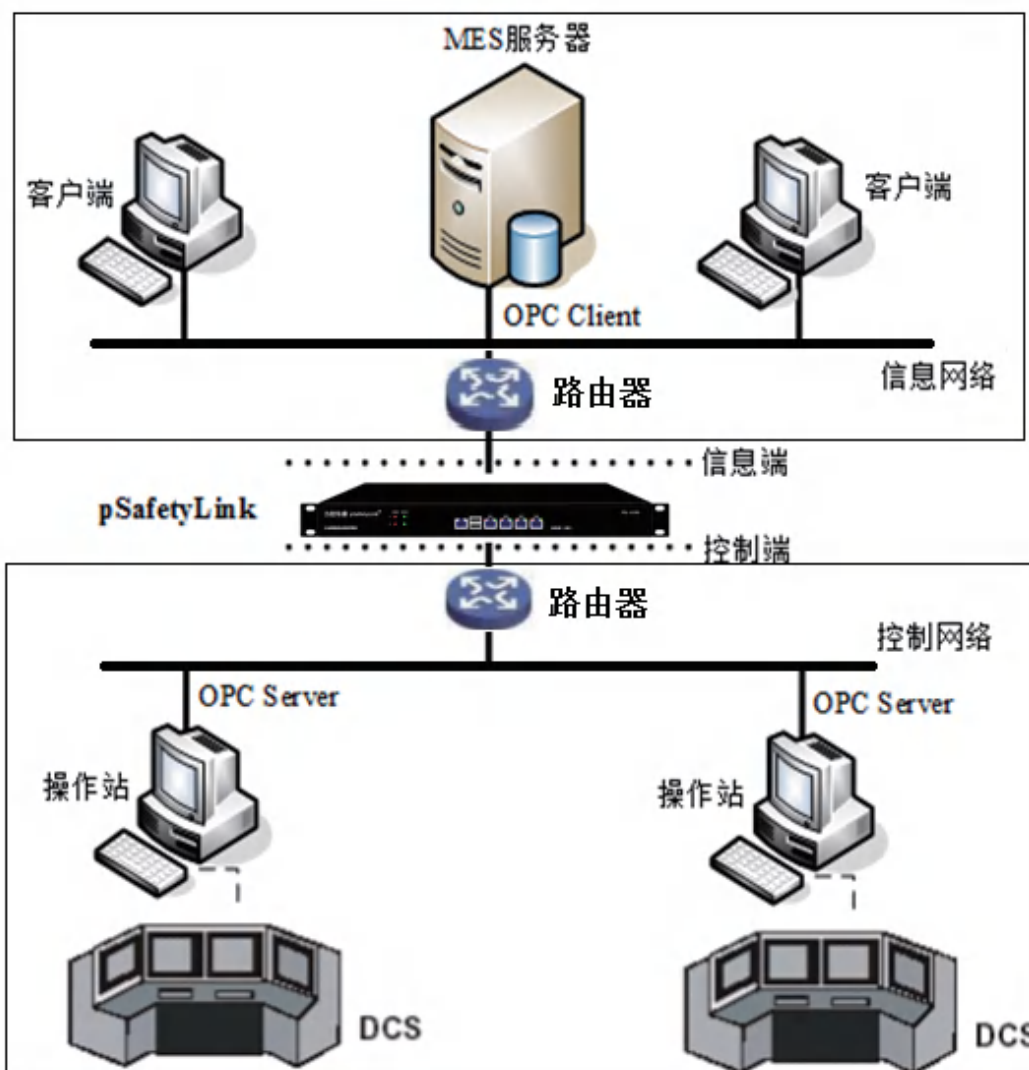 MES服务器
客户端
客户端
OPC Client
信息网络
路由器
信息端
pSafetyLink
控制端
路由器
控制网络
OPC Server
OPC Server
操作站
操作站
DCS
DCS